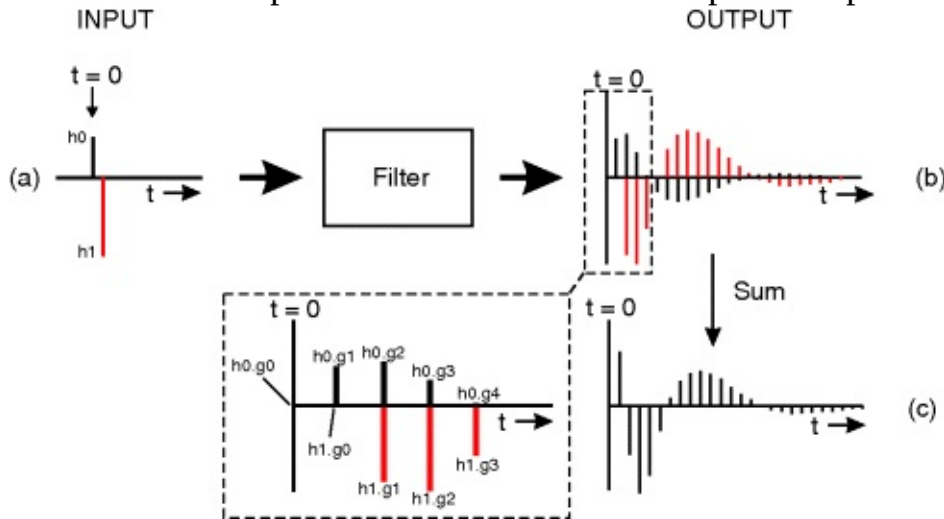 INPUT
OUTPUT
t = 0
h0
(a)
t
h1
Filter
t = 0
t
(b)
Sum
t = 0
h0.g0
h0.g1
h0.g2
h0.g3
h0.g4
t
h1.g0
h1.g1
h1.g2
h1.g3
t = 0
t
(c)